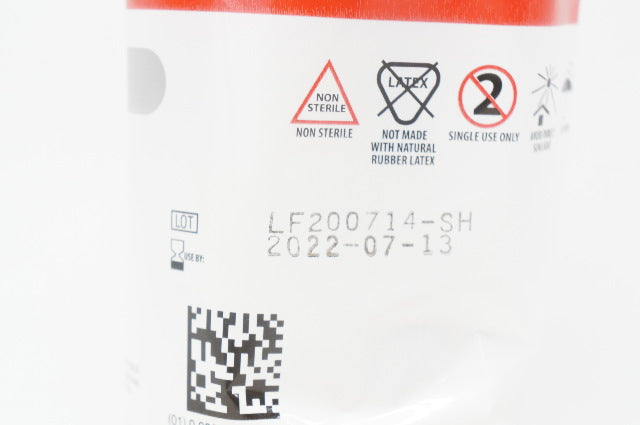 NON
STERILE
NON STERILE
LATEX
NOT MADE
WITH NATURAL
RUBBER LATEX
2
SINGLE USE ONLY
LOT
LF200714-SH
USE BY:
2022-07-13